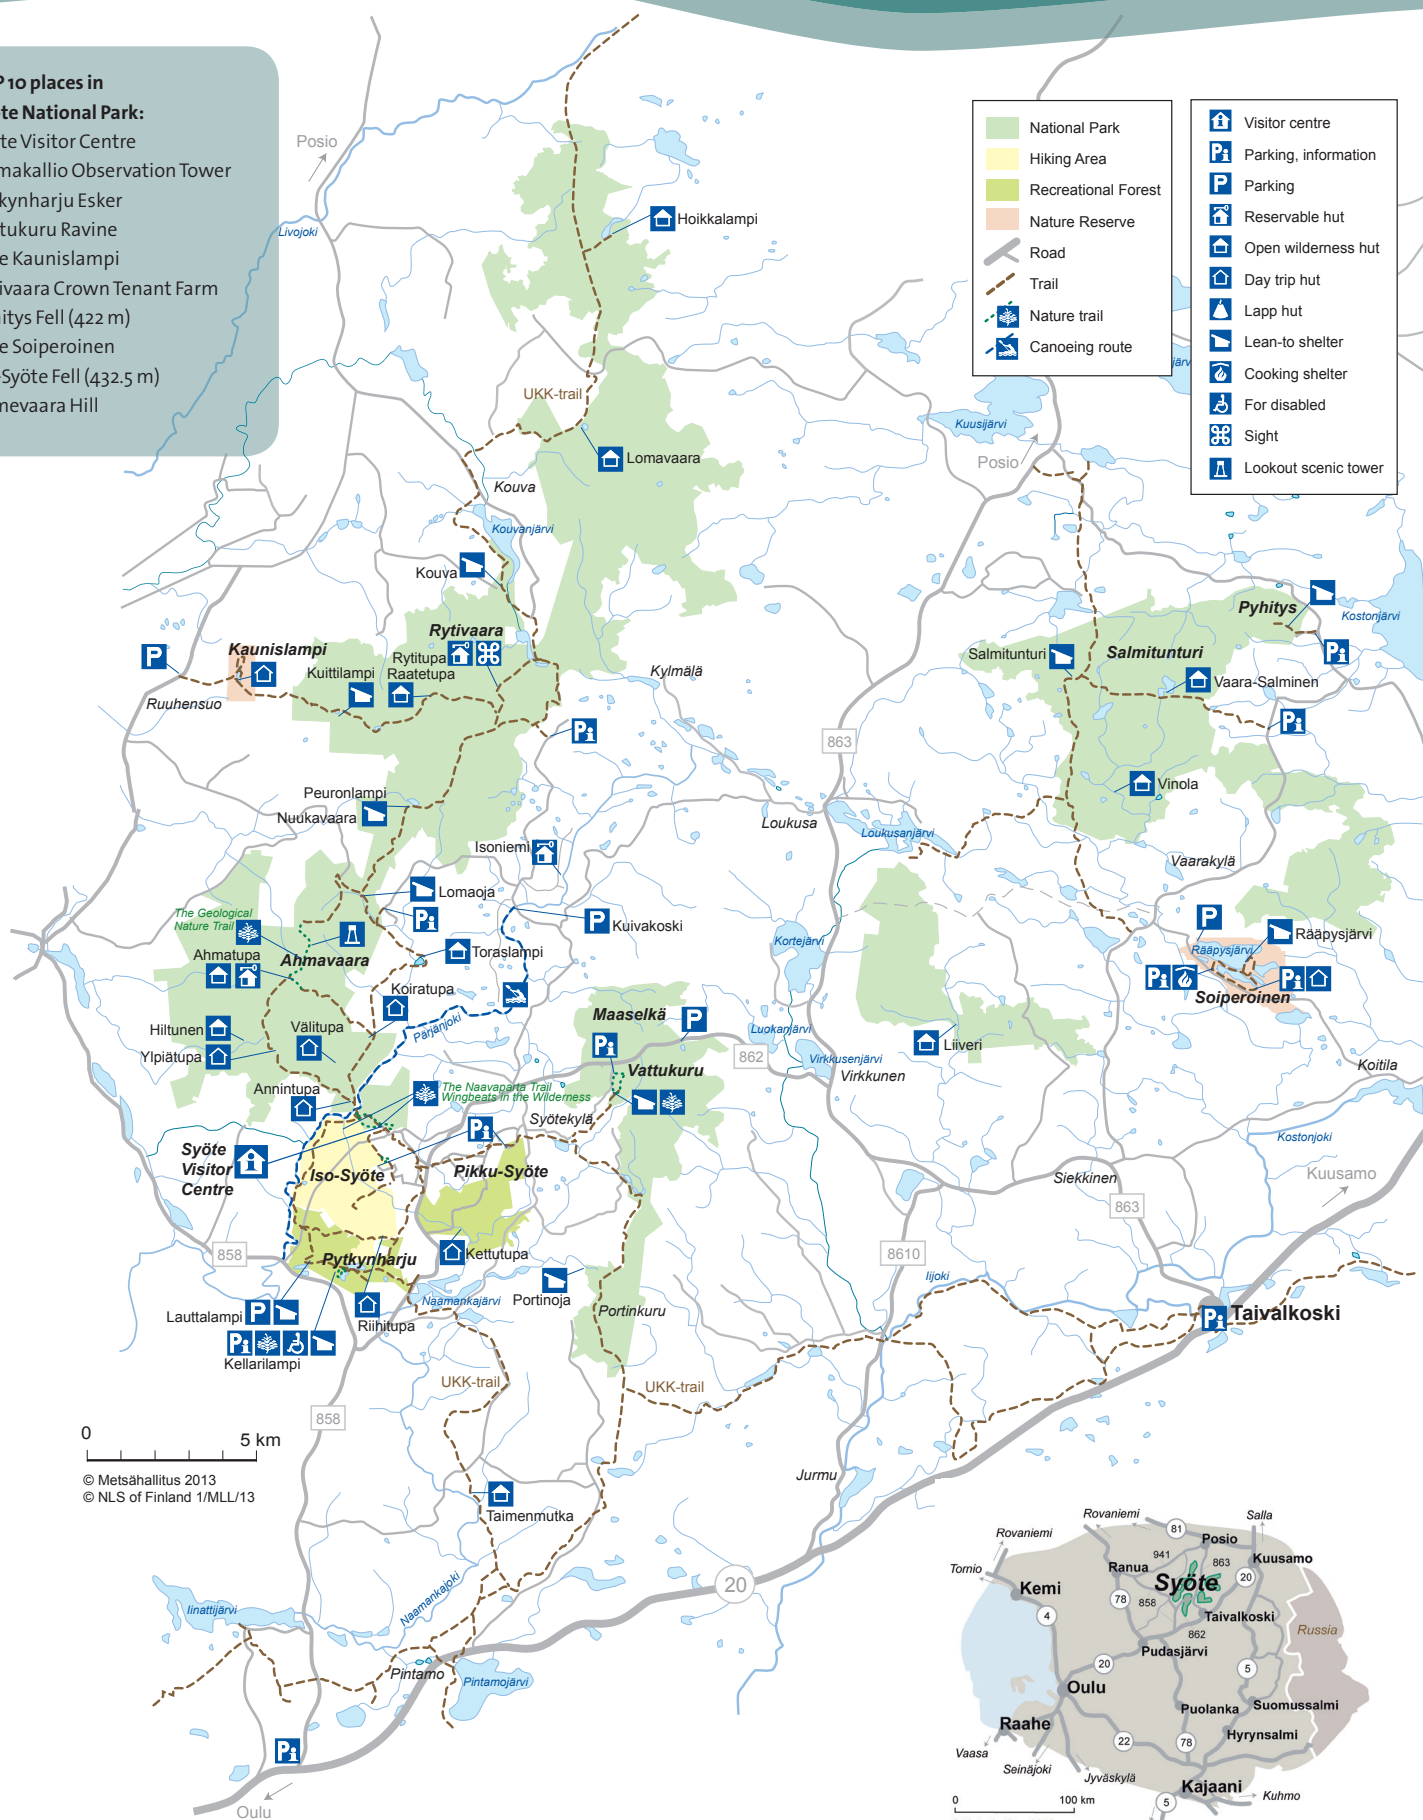 P 10 places in
te National Park:
te Visitor Centre
makallio Observation Tower
kynharju Esker
tukuru Ravine
e Kaunislampi
ivaara Crown Tenant Farm
itys Fell (422 m)
e Soiperoinen
-Syöte Fell (432.5 m)
mevaara Hill
National Park
Hiking Area
Recreational Forest
Nature Reserve
Road
Trail
Nature trail
Canoeing route
Visitor centre
Parking, information
Parking
Reservable hut
Open wilderness hut
Day trip hut
Lapp hut
Lean-to shelter
Cooking shelter
For disabled
Sight
Lookout scenic tower
Posio
Livojoki
Hoikkalampi
UKK-trail
Kuusijärvi
järv
Posio
Lomavaara
Kouva
Kouvanjärvi
Kouva
Pyhitys
Kostonjärvi
Rytivaara
Kaunislampi
Rytitupa
Kuittilampi
Raatetupa
Salmitunturi
Salmitunturi
Kylmälä
Vaara-Salminen
Ruuhensuo
P
Pi
863
Peuronlampi
Nuukavaara
Vinola
Loukusa
Loukusanjärvi
Isoniemi
Vaarakylä
Lomaoja
The Geological
Nature Trail
Kuivakoski
Rääpysjärvi
Rääpysjärvi
Ahmatupa
Ahmavaara
Toraslampi
Kortejärvi
Koiratupa
Soiperoinen
Maaselkä
Hiltunen
Välitupa
Pärjänjoki
Luokanjärvi
Liiveri
Ylpiätupa
862
Virkkusenjärvi
Vattukuru
Virkkunen
Koitila
Annintupa
The Naavaparta Trail
Wingbeats in the Wilderness
Syötekylä
Kostonjoki
Syöte
Visitor
Centre
Iso-Syöte
Pikku-Syöte
Siekkinen
Kuusamo
863
858
Pytkynharju
Kettutupa
8610
Iijoki
Naamankajärvi
Portinoja
Lauttalampi
Riihitupa
Portinkuru
Taivalkoski
Kellarilampi
UKK-trail
UKK-trail
858
0
5 km
© Metsähallitus 2013
© NLS of Finland 1/MLL/13
Jurmu
Taimenmutka
20
Iinattijärvi
Naamankajoki
Pintamo
Pintamojärvi
Oulu
Rovaniemi
Salla
Rovaniemi
81
Posio
941
863
Kuusamo
Tornio
Ranua
Kemi
Syöte
20
78
858
4
Taivalkoski
862
Russia
Pudasjärvi
20
5
Oulu
Puolanka
Suomussalmi
Raahe
Hyrynsalmi
22
78
Vaasa
Seinäjoki
Jyväskylä
Kajaani
Kuhmo
0
100 km
5